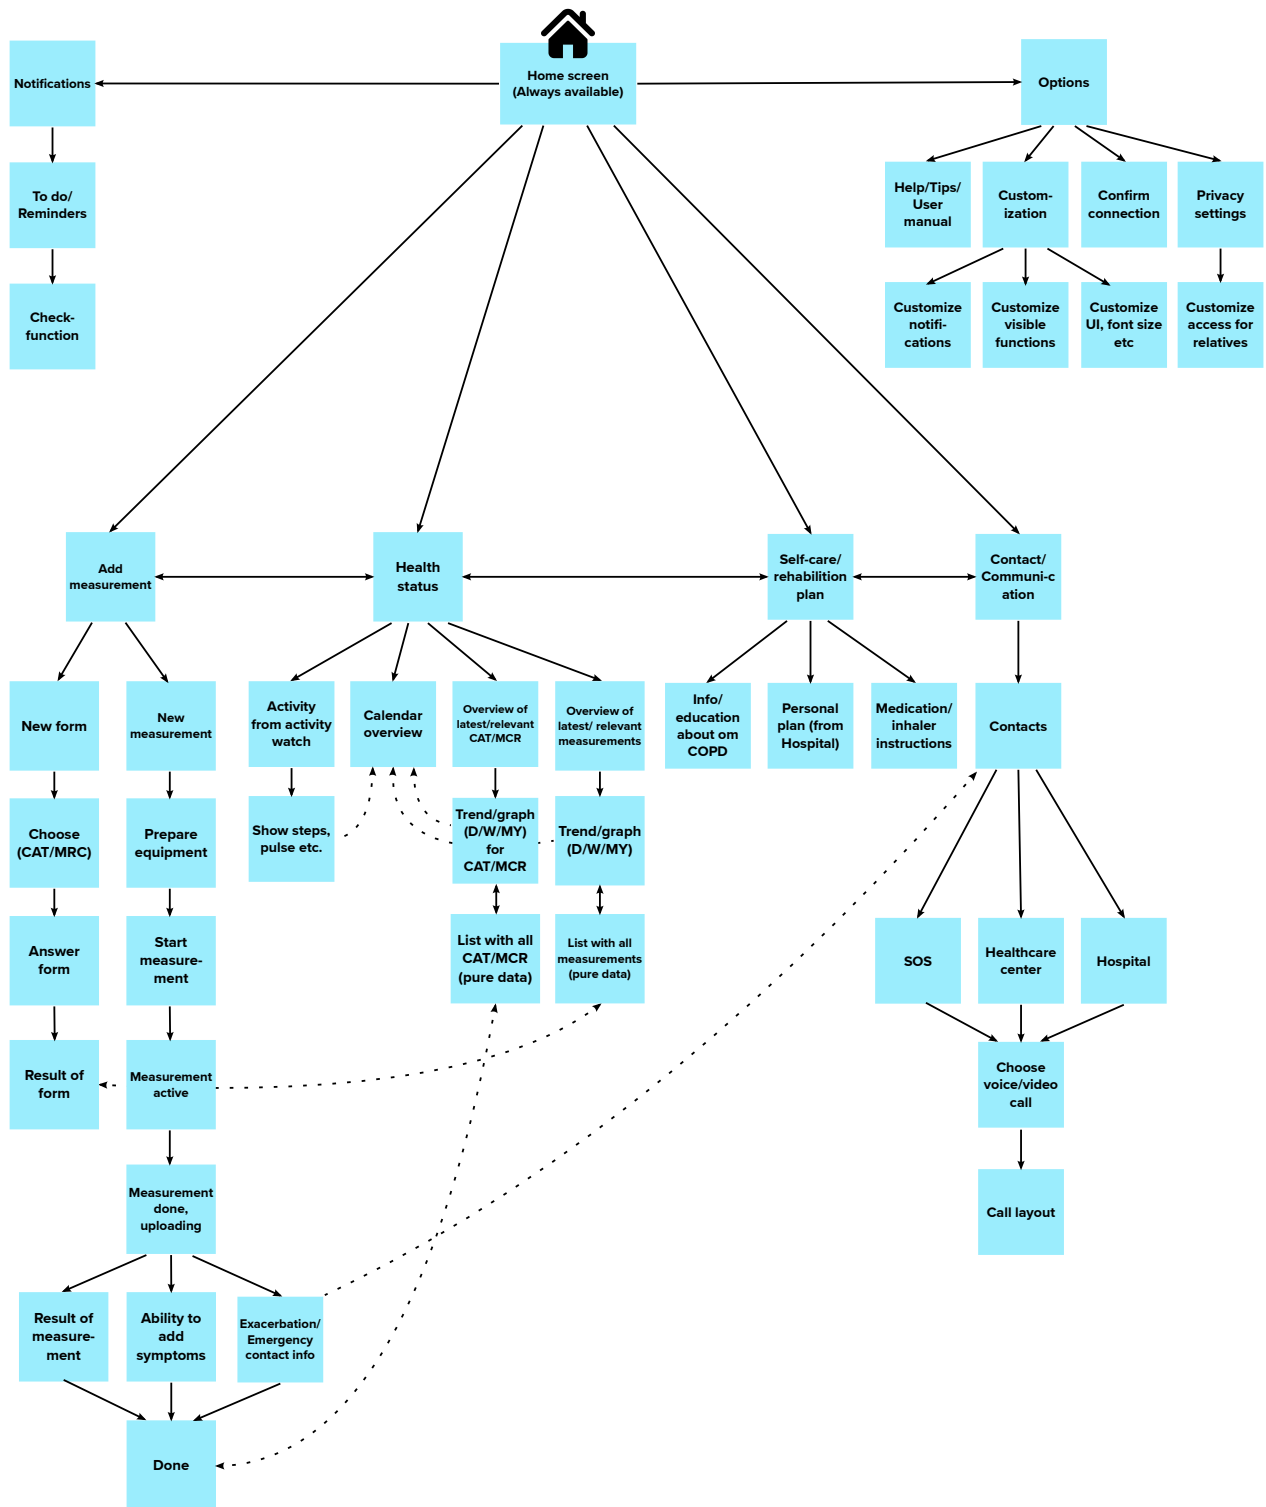 Home screen
(Always available)
Notifications
To do/
Reminders
Check-
function
Options
Help/Tips/
User
manual
Custom-
ization
Confirm
connection
Privacy
settings
Customize
notifi-
cations
Customize
visible
functions
Customize
UI, font size
etc
Customize
access for
relatives
Add
measurement
Health
status
Self-care/
rehabilition
plan
Contact/
Communi-c
ation
New form
New
measurement
Activity
from activity
watch
Calendar
overview
Overview of
latest/relevant
CAT/MCR
Overview of
latest/ relevant
measurements
Info/
education
about om
COPD
Personal
plan (from
Hospital)
Medication/
inhaler
instructions
Contacts
Choose
(CAT/MRC)
Prepare
equipment
Show steps,
pulse etc.
Trend/graph
(D/W/MY)
for
CAT/MCR
Trend/graph
(D/W/MY)
Answer
form
Start
measure-
ment
List with all
CAT/MCR
(pure data)
List with all
measurements
(pure data)
SOS
Healthcare
center
Hospital
Result of
form
Measurement
active
Choose
voice/video
call
Measurement
done,
uploading
Call layout
Result of
measure-
ment
Ability to
add
symptoms
Exacerbation/
Emergency
contact info
Done